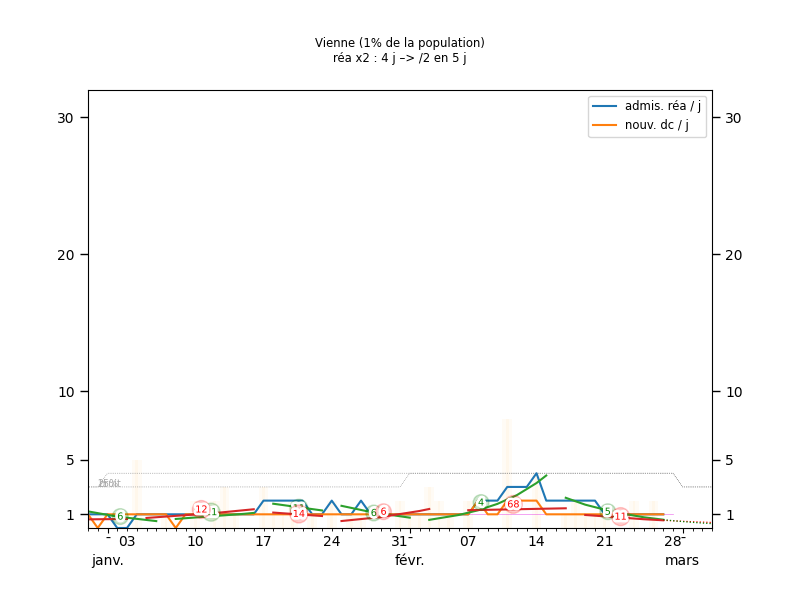 Vienne (1% de la population)
réa x2 : 4 j –> /2 en 5 j
admis. réa / j
nouv. dc / j
30 30
20 20
10 10
5 5
1 1
6 12 14 6 6 4 68 5 11
03 10 17 24 31 07 14 21 28
janv. févr. mars